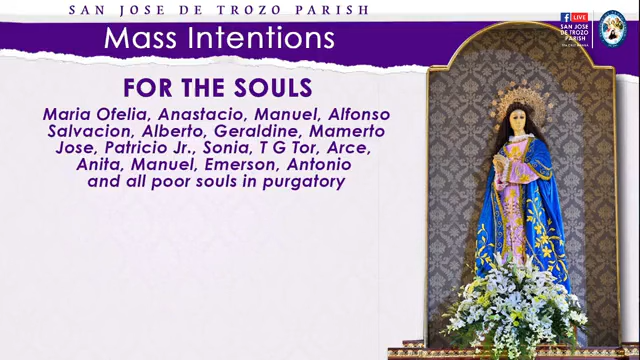 SAN JOSE DE TROZO PARISH
Mass Intentions
LIVE
SAN JOSE
DE TROZO
PARISH
FOR THE SOULS
Maria Ofelia, Anastacio, Manuel, Alfonso
Salvacion, Alberto, Geraldine, Mamerto
Jose, Patricio Jr., Sonia, T G Tor, Arce,
Anita, Manuel, Emerson, Antonio
and all poor souls in purgatory